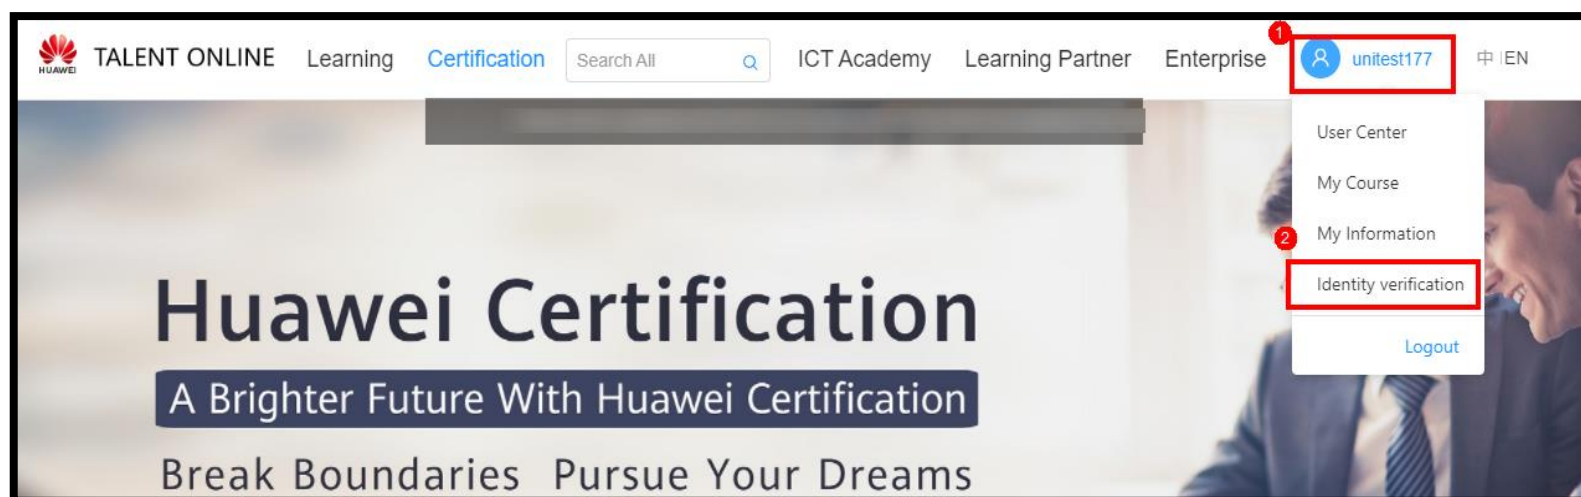 HUAWEI TALENT ONLINE Learning Certification Search All ICT Academy Learning Partner Enterprise 1 unitest177 中 | EN
User Center
My Course
2 My Information
Identity verification
Logout
Huawei Certification
A Brighter Future With Huawei Certification
Break Boundaries Pursue Your Dreams